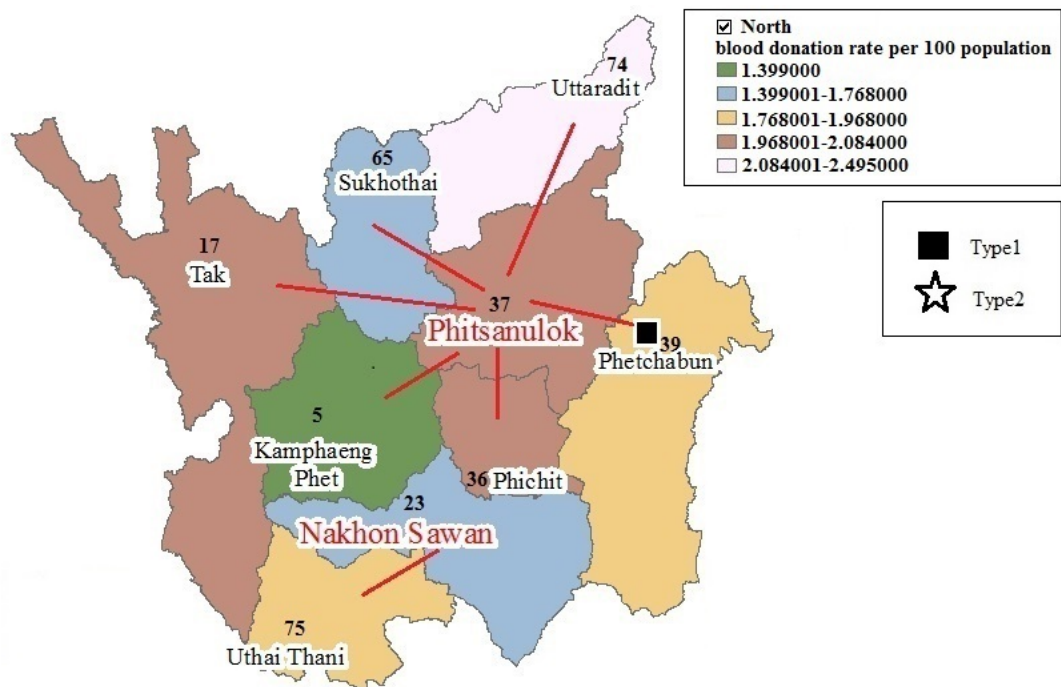 North
blood donation rate per 100 population
1.399000
1.399001-1.768000
1.768001-1.968000
1.968001-2.084000
2.084001-2.495000
Type1
Type2
74
Uttaradit
65
Sukhothai
17
Tak
37
Phitsanulok
39
Phetchabun
5
Kamphaeng
Phet
36 Phichit
23
Nakhon Sawan
75
Uthai Thani